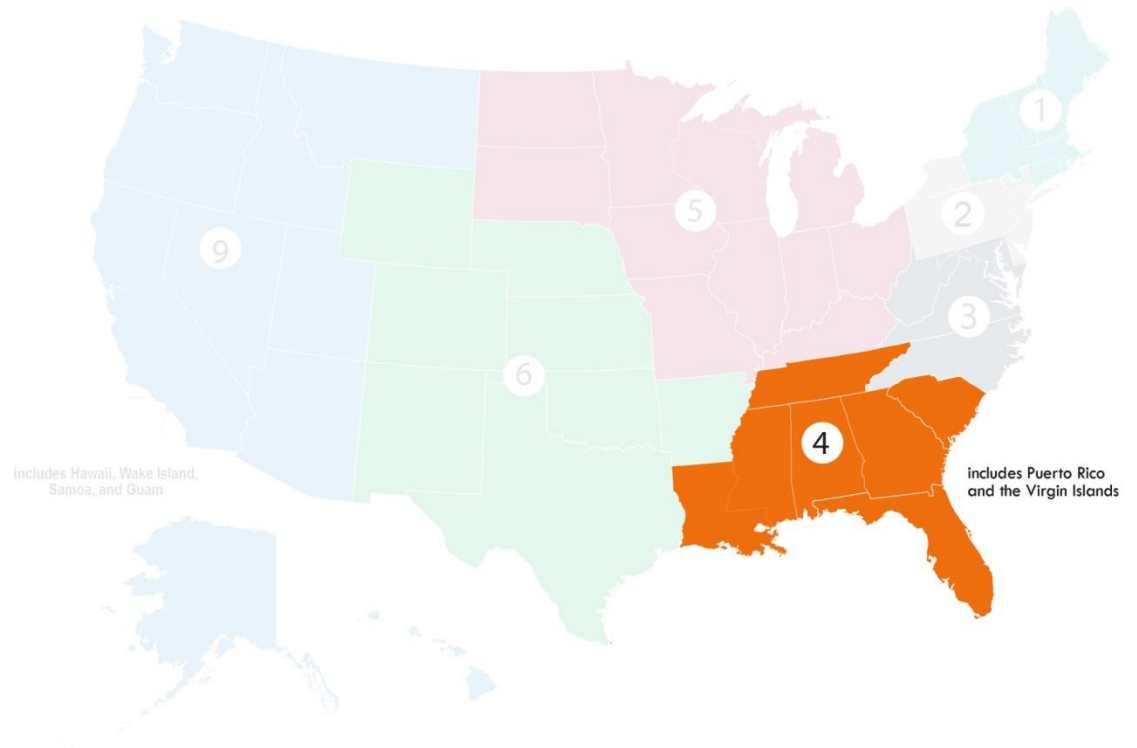 1
5
2
9
3
6
4
includes Hawaii, Wake Island,
Samoa, and Guam
includes Puerto Rico
and the Virgin Islands